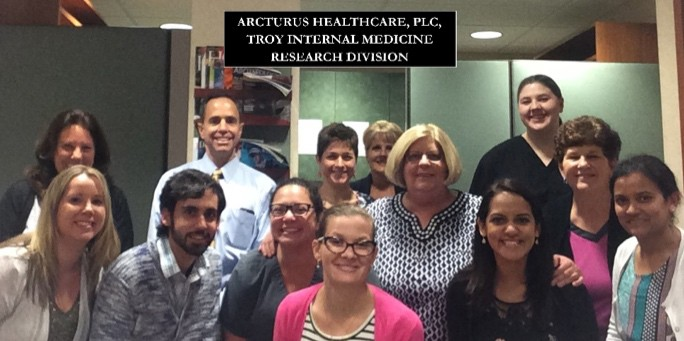 ARCTURUS HEALTHCARE, PLC,
TROY INTERNAL MEDICINE
RESEARCH DIVISION